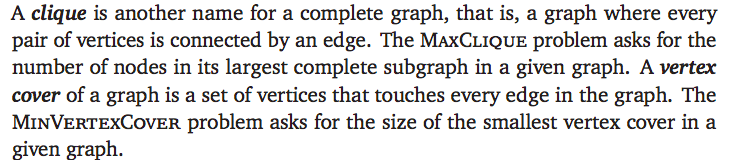 A clique is another name for a complete graph, that is, a graph where every
pair of vertices is connected by an edge. The MAXCLIQUE problem asks for the
number of nodes in its largest complete subgraph in a given graph. A vertex
cover of a graph is a set of vertices that touches every edge in the graph. The
MINVERTEXCOVER problem asks for the size of the smallest vertex cover in a
given graph.